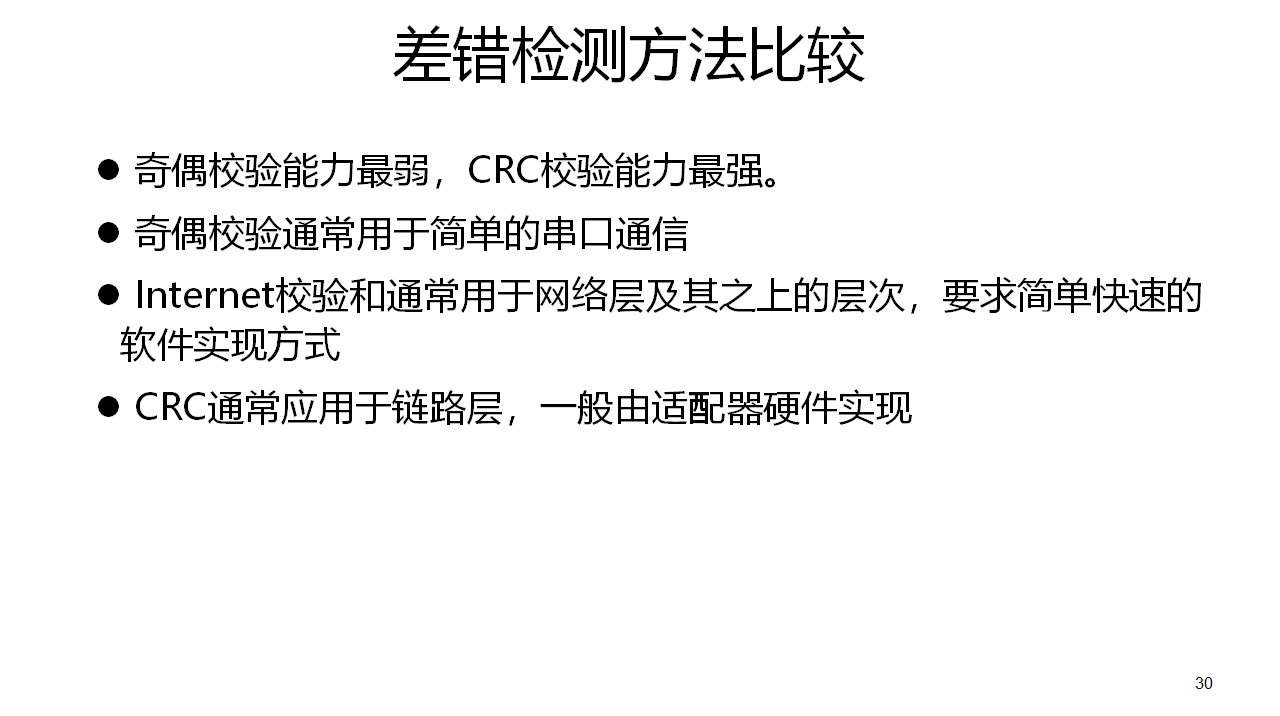 差错检测方法比较
● 奇偶校验能力最弱，CRC校验能力最强。
● 奇偶校验通常用于简单的串口通信
● Internet校验和通常用于网络层及其之上的层次，要求简单快速的
软件实现方式
● CRC通常应用于链路层，一般由适配器硬件实现
30